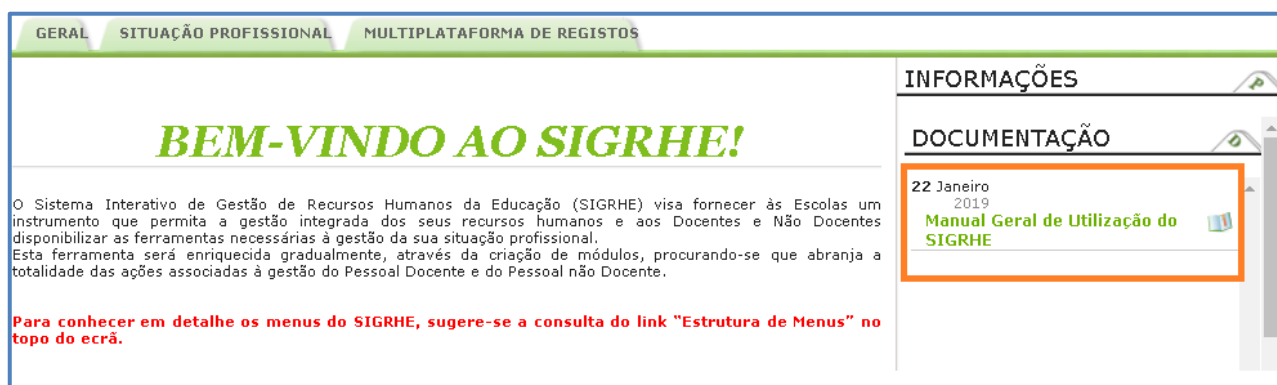 GERAL SITUAÇÃO PROFISSIONAL MULTIPLATAFORMA DE REGISTOS
BEM-VINDO AO SIGRHE!
O Sistema Interativo de Gestão de Recursos Humanos da Educação (SIGRHE) visa fornecer às Escolas um
instrumento que permita a gestão integrada dos seus recursos humanos e aos Docentes e Não Docentes
disponibilizar as ferramentas necessárias à gestão da sua situação profissional.
Esta ferramenta será enriquecida gradualmente, através da criação de módulos, procurando-se que abranja a
totalidade das ações associadas à gestão do Pessoal Docente e do Pessoal não Docente.
Para conhecer em detalhe os menus do SIGRHE, sugere-se a consulta do link "Estrutura de Menus" no
topo do ecrã.
INFORMAÇÕES
DOCUMENTAÇÃO
22 Janeiro
2019
Manual Geral de Utilização do
SIGRHE